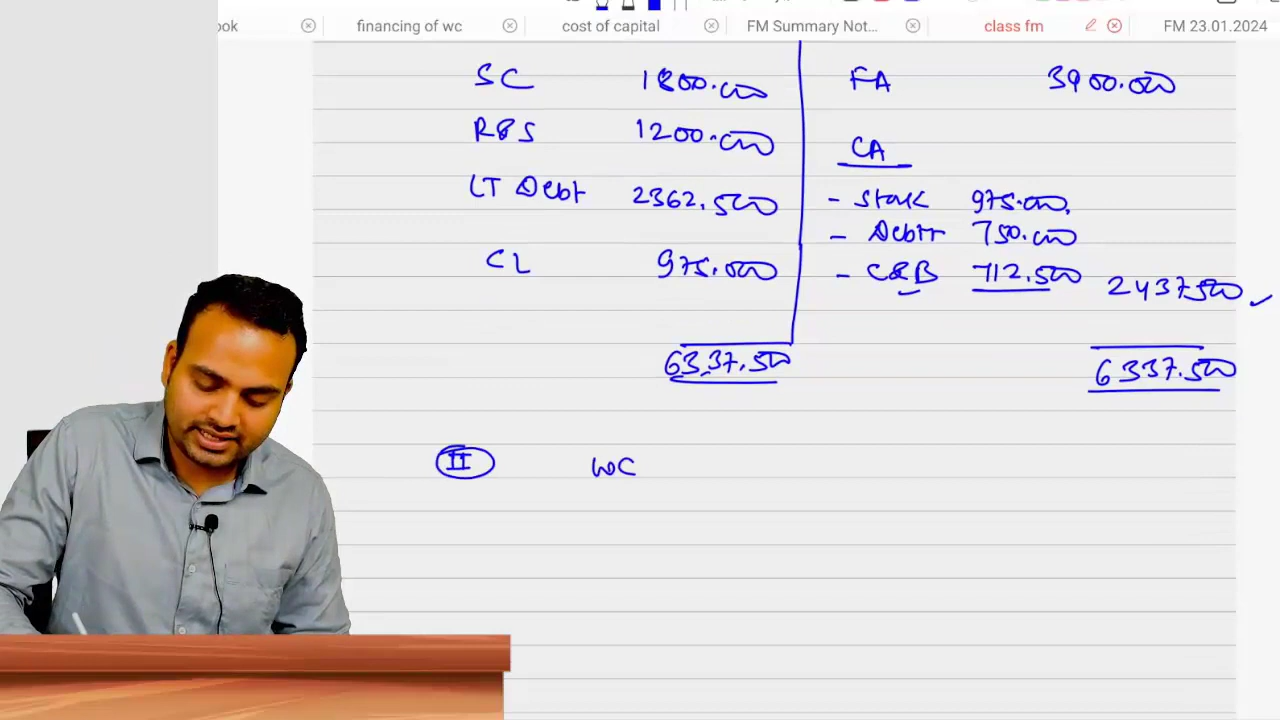 ook financing of wc cost of capital FM Summary Not... class fm FM 23.01.2024
SC 1800.000 FA 3900.000
R&S 1200.000
CA
LT Debt 2362.500 - Stock 975.000
- Debtr 750.000
CL 975.000 - C&B 712.500 2437.500
6337.500 6337.500
II WC